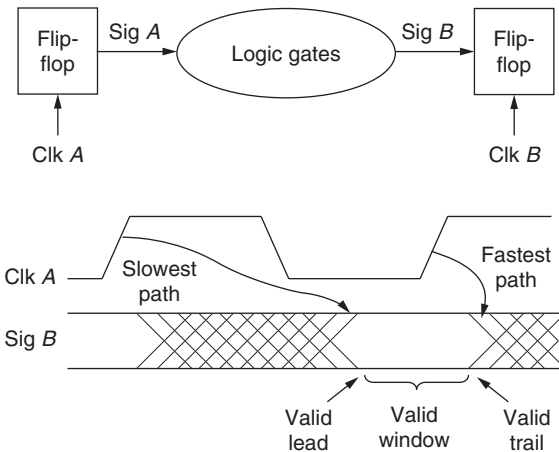 Flip-
flop
Sig A
Logic gates
Sig B
Flip-
flop
Clk A
Clk B
Clk A
Slowest
path
Fastest
path
Sig B
Valid
lead
Valid
window
Valid
trail